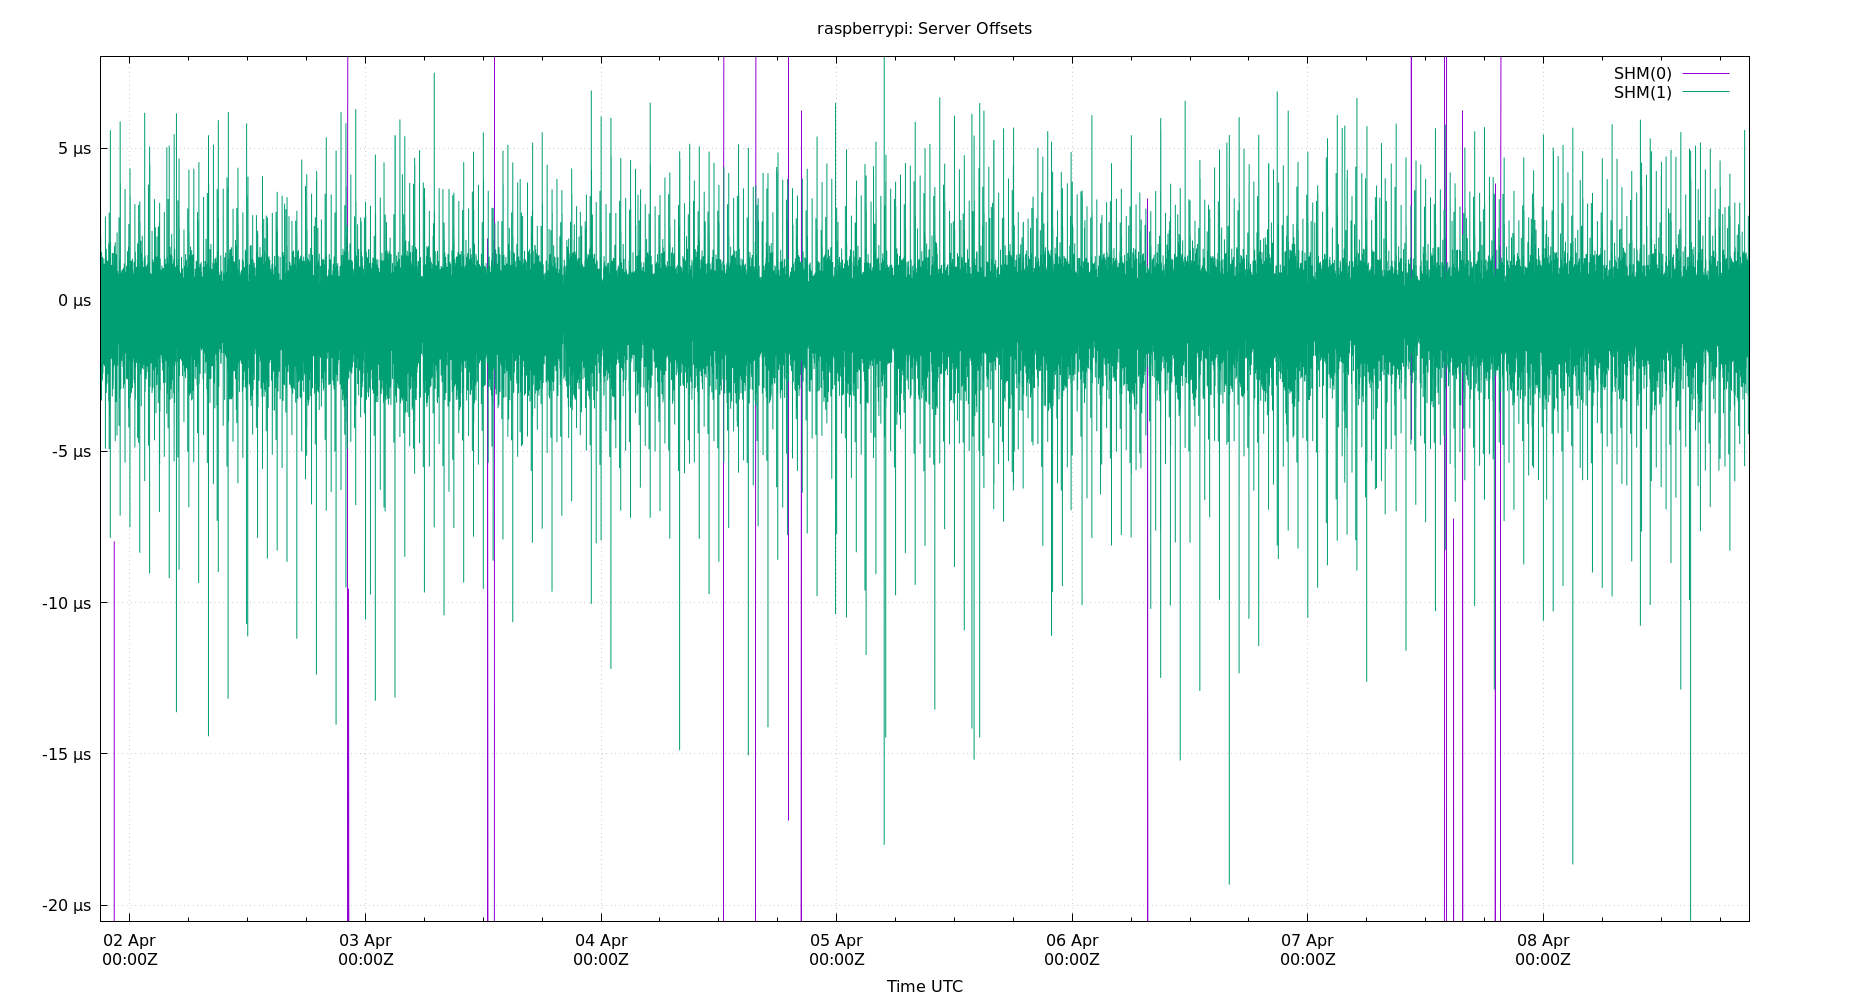 raspberrypi: Server Offsets
SHM(0)
SHM(1)
5 µs
0 µs
-5 µs
-10 µs
-15 µs
-20 µs
02 Apr 03 Apr 04 Apr 05 Apr 06 Apr 07 Apr 08 Apr
00:00Z 00:00Z 00:00Z 00:00Z 00:00Z 00:00Z 00:00Z
Time UTC